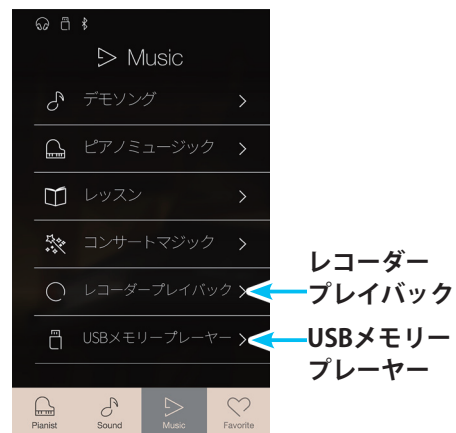 Music
デモソング
ピアノミュージック
レッスン
コンサートマジック
レコーダープレイバック
USBメモリープレーヤー
レコーダー
プレイバック
USBメモリー
プレーヤー
Pianist
Sound
Music
Favorite